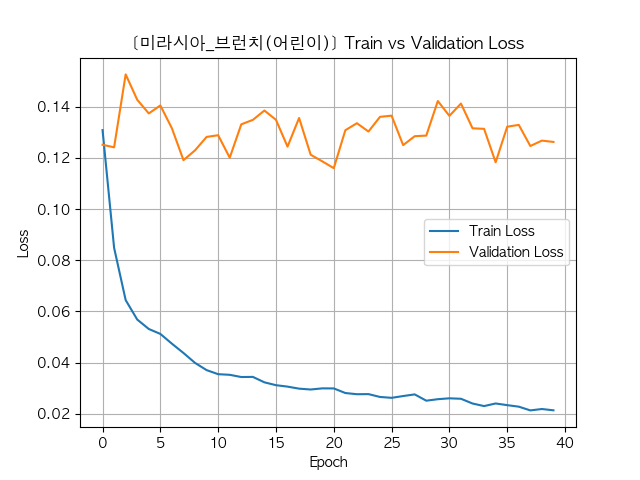 [미라시아_브런치(어린이)] Train vs Validation Loss
Loss
0.14
0.12
0.10
0.08
0.06
0.04
0.02
Train Loss
Validation Loss
0 5 10 15 20 25 30 35 40
Epoch